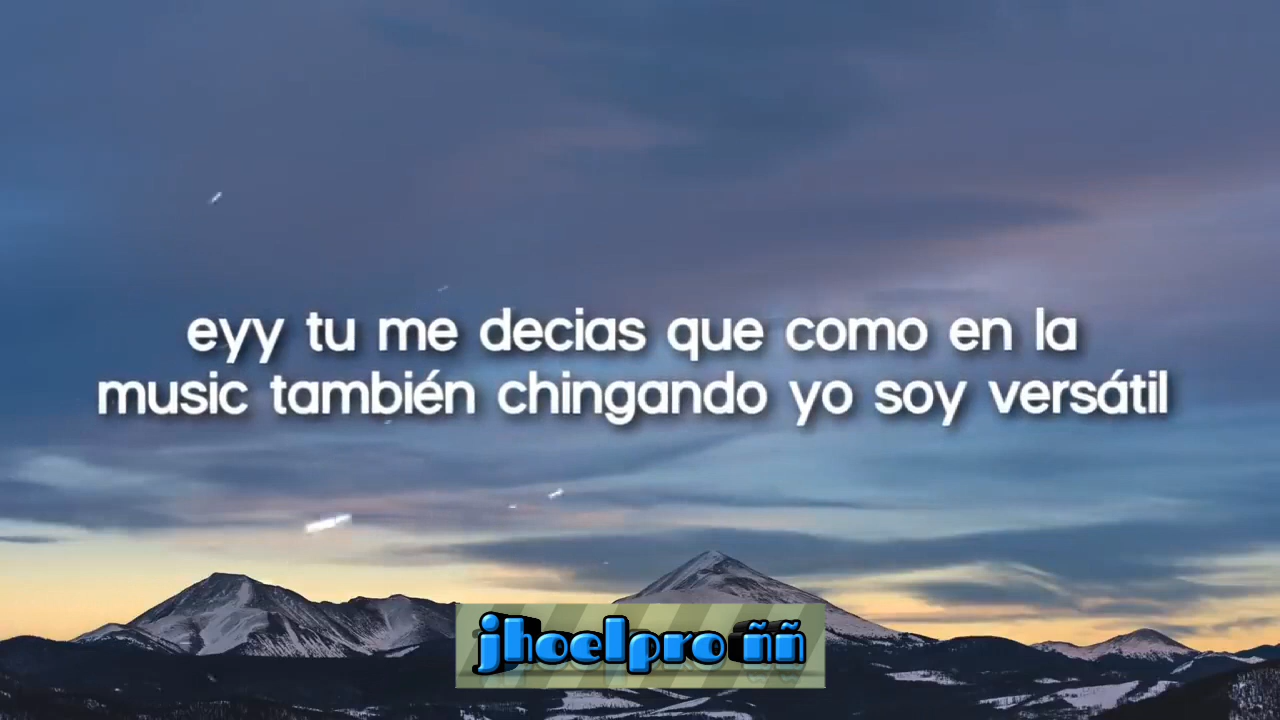 eyy tu me decias que como en la
music también chingando yo soy versátil
jhoelpro ññ